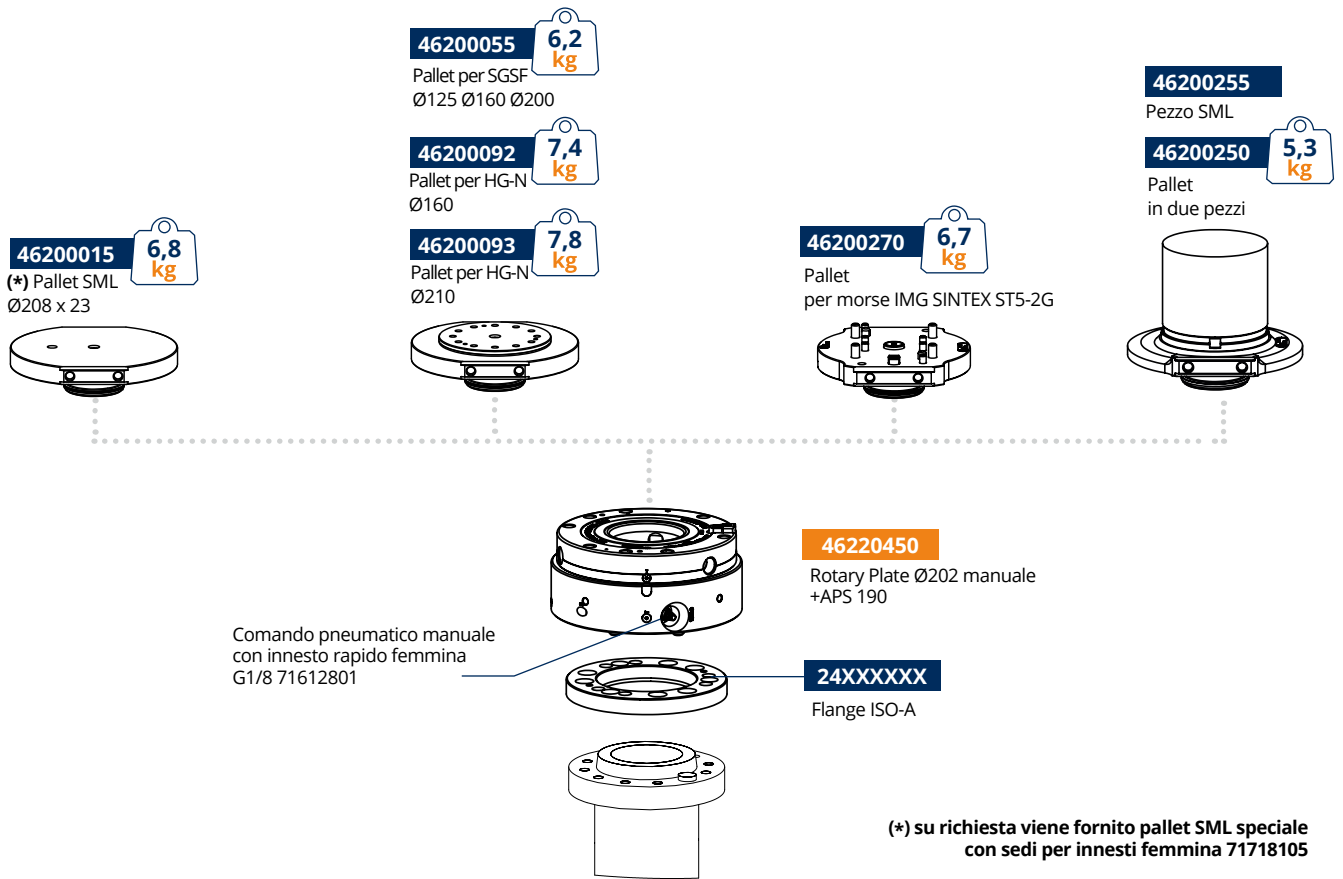 46200055
6,2
kg
Pallet per SGSF
Ø125 Ø160 Ø200
46200092
7,4
kg
Pallet per HG-N
Ø160
46200093
7,8
kg
Pallet per HG-N
Ø210
46200015
6,8
kg
(*) Pallet SML
Ø208 x 23
46200270
6,7
kg
Pallet
per morse IMG SINTEX ST5-2G
46200255
Pezzo SML
46200250
5,3
kg
Pallet
in due pezzi
46220450
Rotary Plate Ø202 manuale
+APS 190
Comando pneumatico manuale
con innesto rapido femmina
G1/8 71612801
24XXXXXX
Flange ISO-A
(*) su richiesta viene fornito pallet SML speciale
con sedi per innesti femmina 71718105